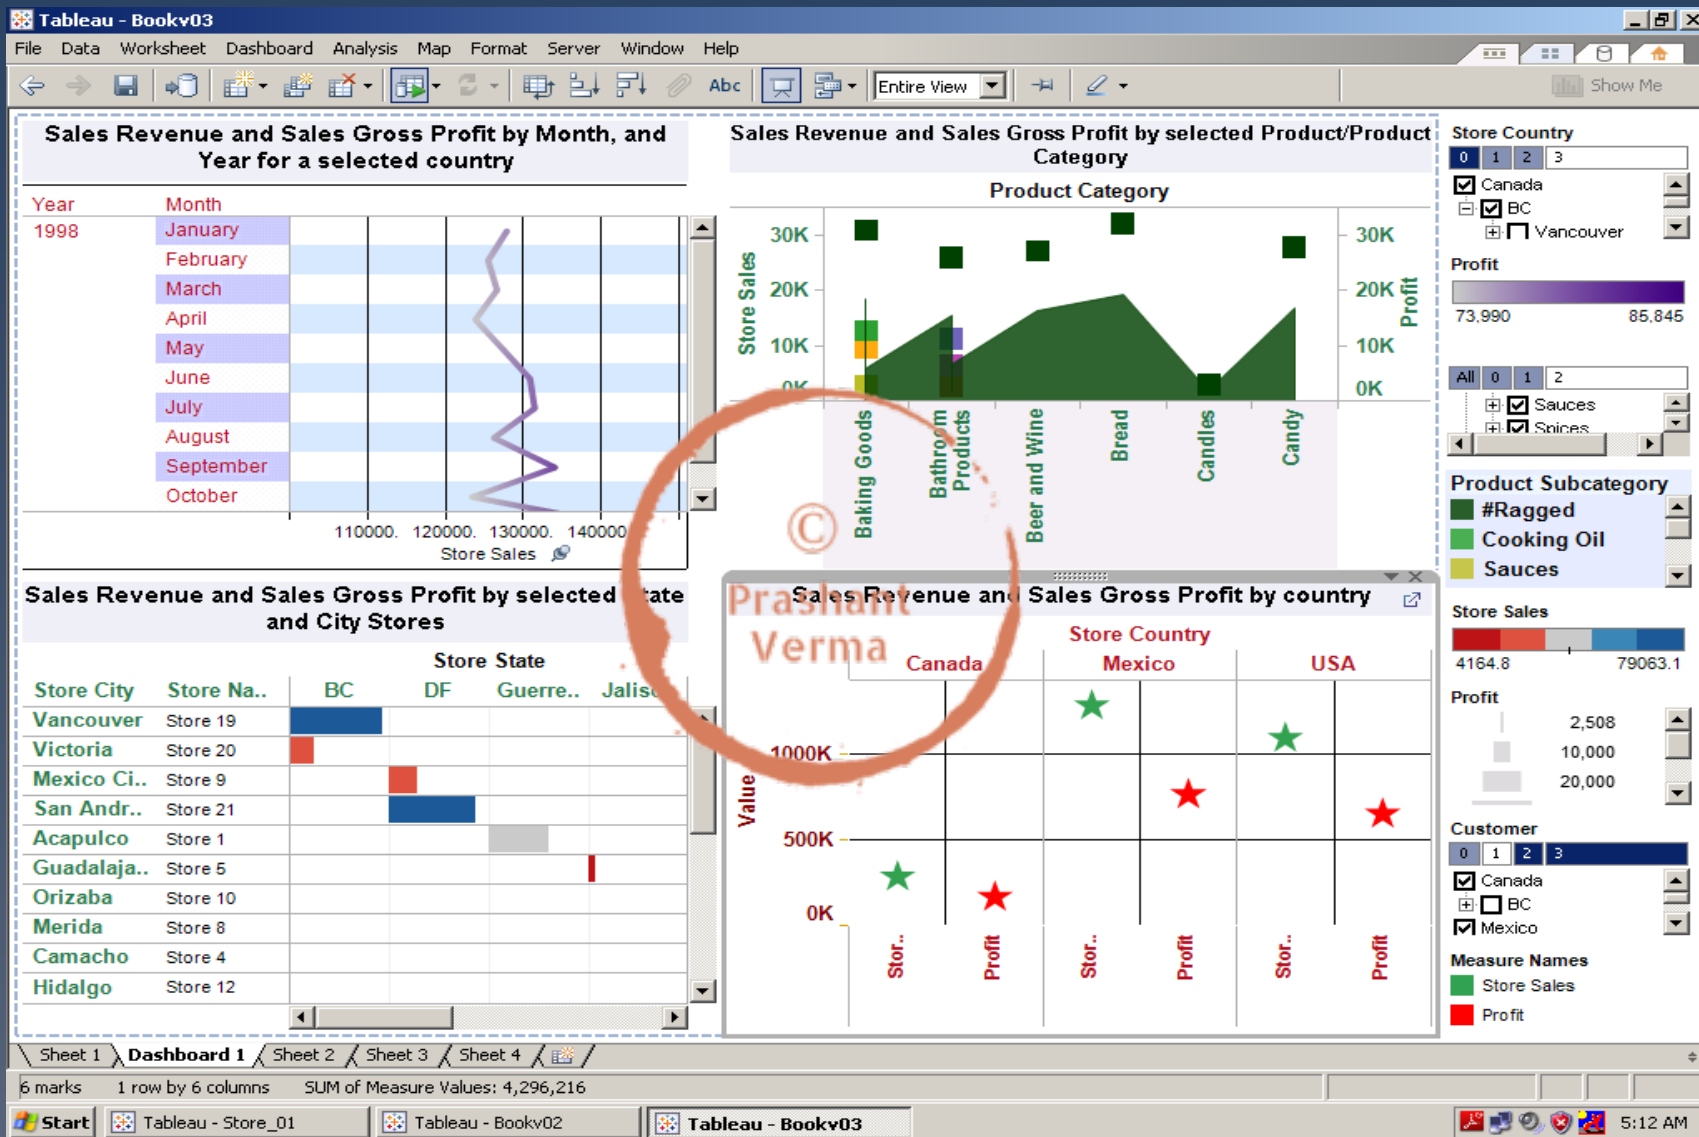 Tableau - Bookv03
File Data Worksheet Dashboard Analysis Map Format Server Window Help
Abc Entire View Show Me
Sales Revenue and Sales Gross Profit by Month, and
Year for a selected country
Year Month
1998 January
February
March
April
May
June
July
August
September
October
110000. 120000. 130000. 140000
Store Sales
Sales Revenue and Sales Gross Profit by selected Product/Product
Category
Product Category
Store Sales
30K
20K
10K
0K
30K
20K
10K
0K
Profit
Baking Goods
Bathroom
Products
Beer and Wine
Bread
Candles
Candy
Sales Revenue and Sales Gross Profit by selected tate
and City Stores
Store State
Store City Store Na.. BC DF Guerre.. Jalisc
Vancouver Store 19
Victoria Store 20
Mexico Ci.. Store 9
San Andr.. Store 21
Acapulco Store 1
Guadalaja.. Store 5
Orizaba Store 10
Merida Store 8
Camacho Store 4
Hidalgo Store 12
Sales Revenue and Sales Gross Profit by country
Store Country
Canada Mexico USA
Value
1000K
500K
0K
Stor.. Profit Stor.. Profit Stor.. Profit
©
Prashant
Verma
Store Country
0 1 2 3
Canada
BC
Vancouver
Profit
73,990 85,845
All 0 1 2
Sauces
Spices
Product Subcategory
#Ragged
Cooking Oil
Sauces
Store Sales
4164.8 79063.1
Profit
2,508
10,000
20,000
Customer
0 1 2 3
Canada
BC
Mexico
Measure Names
Store Sales
Profit
Sheet 1 Dashboard 1 Sheet 2 Sheet 3 Sheet 4
6 marks 1 row by 6 columns SUM of Measure Values: 4,296,216
Start Tableau - Store_01 Tableau - Bookv02 Tableau - Bookv03 5:12 AM